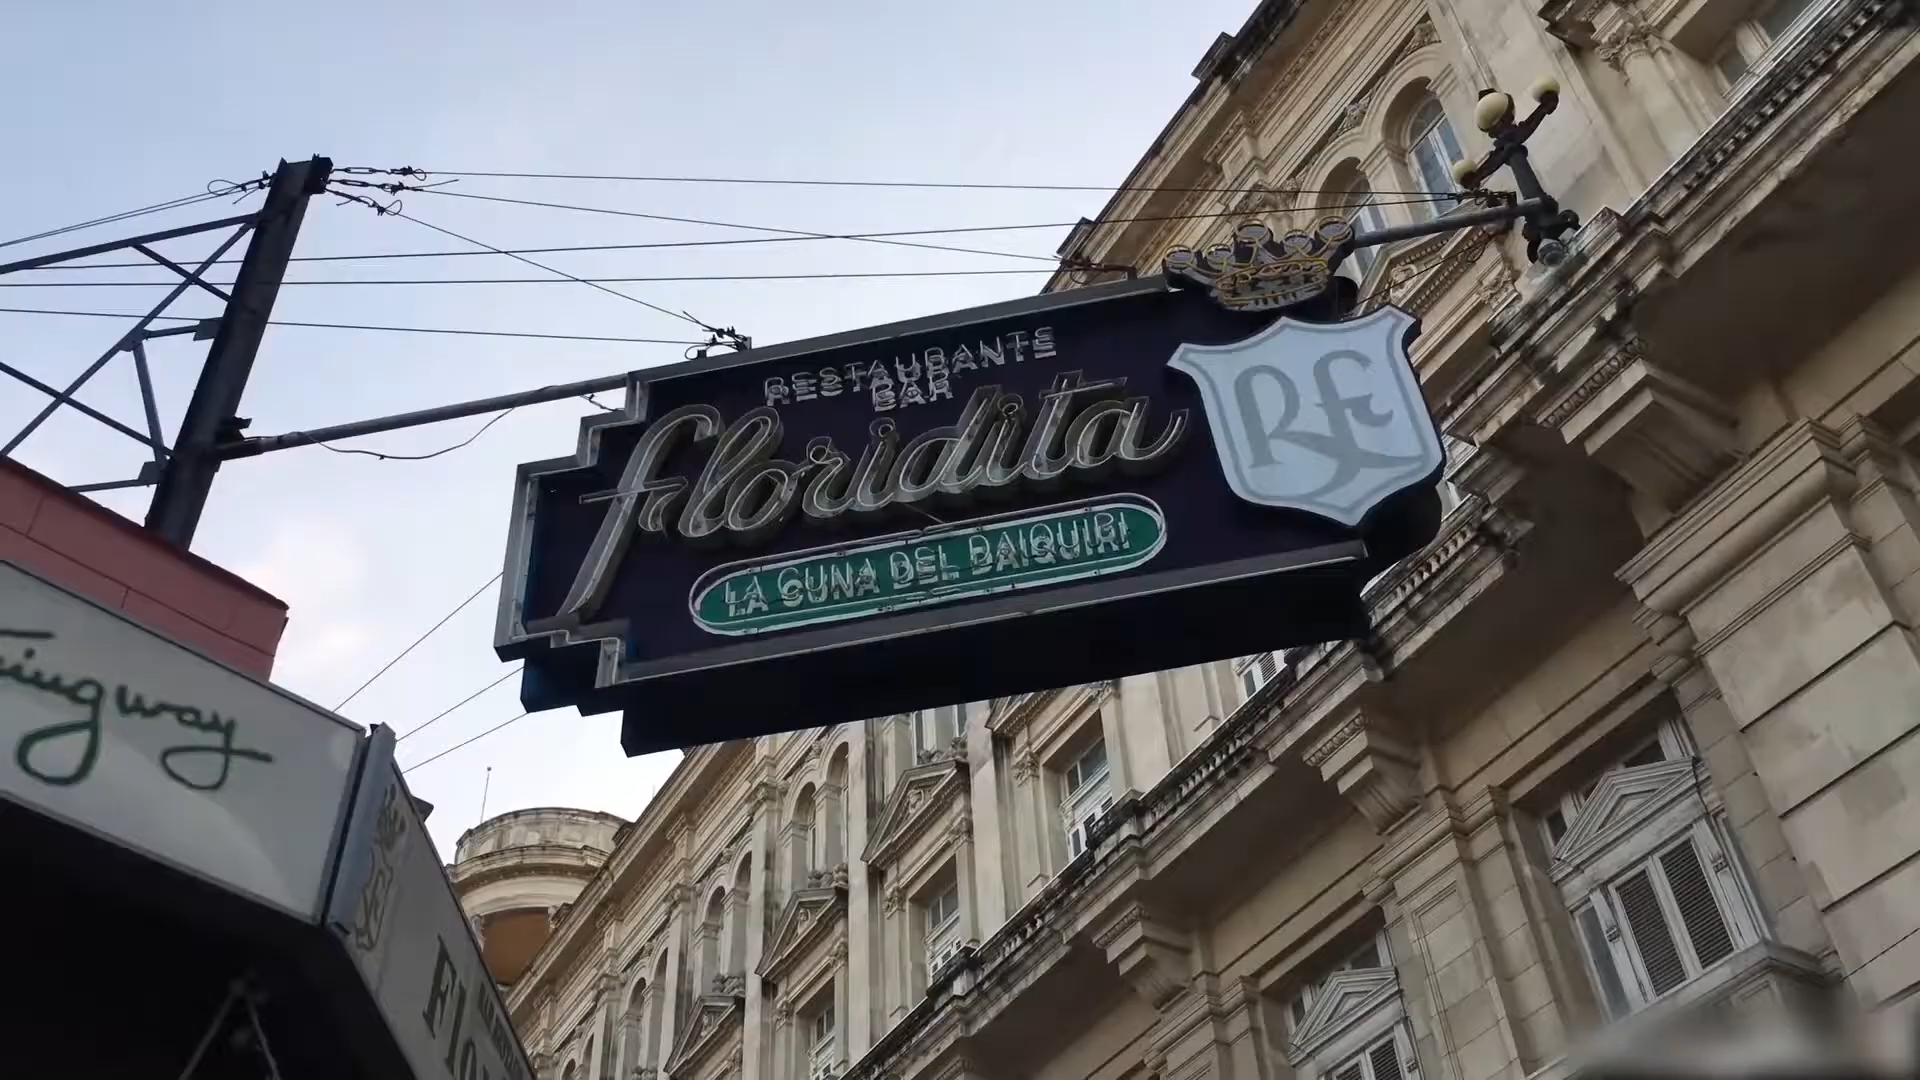 RESTAURANTE
BAR
floridita
LA CUNA DEL DAIQUIRI
RF